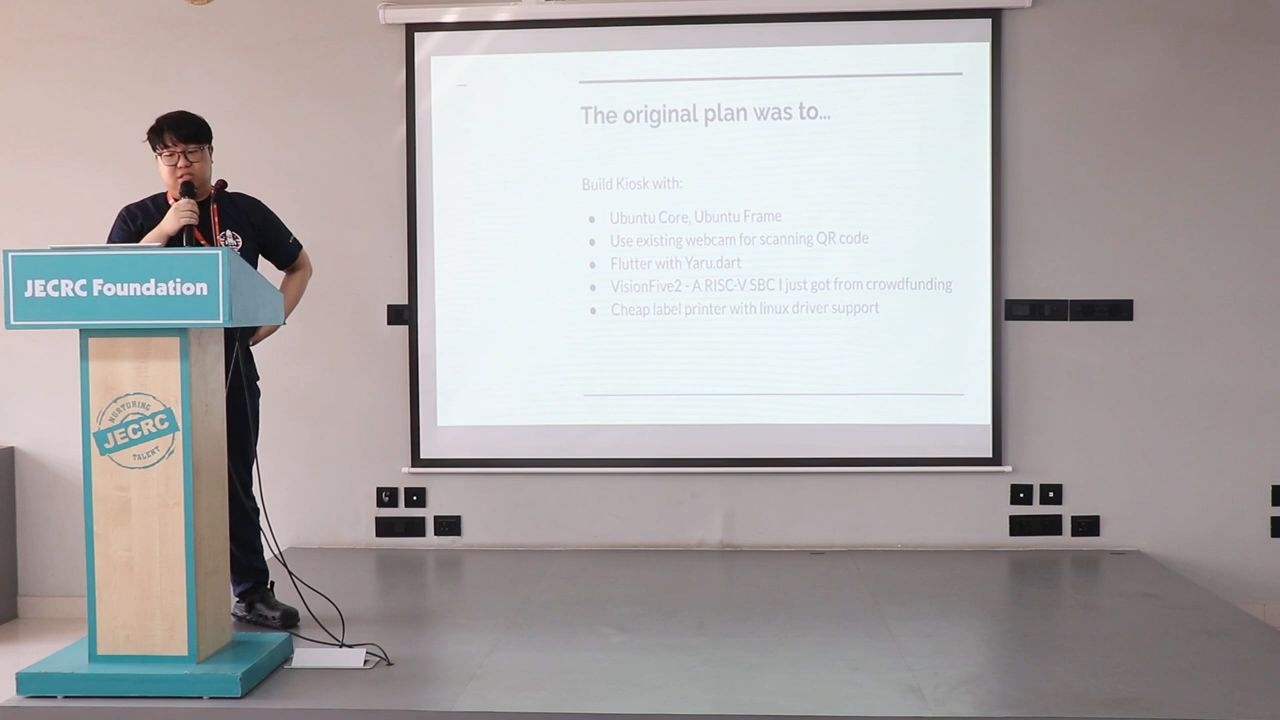 The original plan was to...
Build Kiosk with:
● Ubuntu Core, Ubuntu Frame
● Use existing webcam for scanning QR code
● Flutter with Yaru.dart
● VisionFive2 - A RISC-V SBC I just got from crowdfunding
● Cheap label printer with linux driver support
JECRC Foundation
NURTURING
JECRC
TALENT